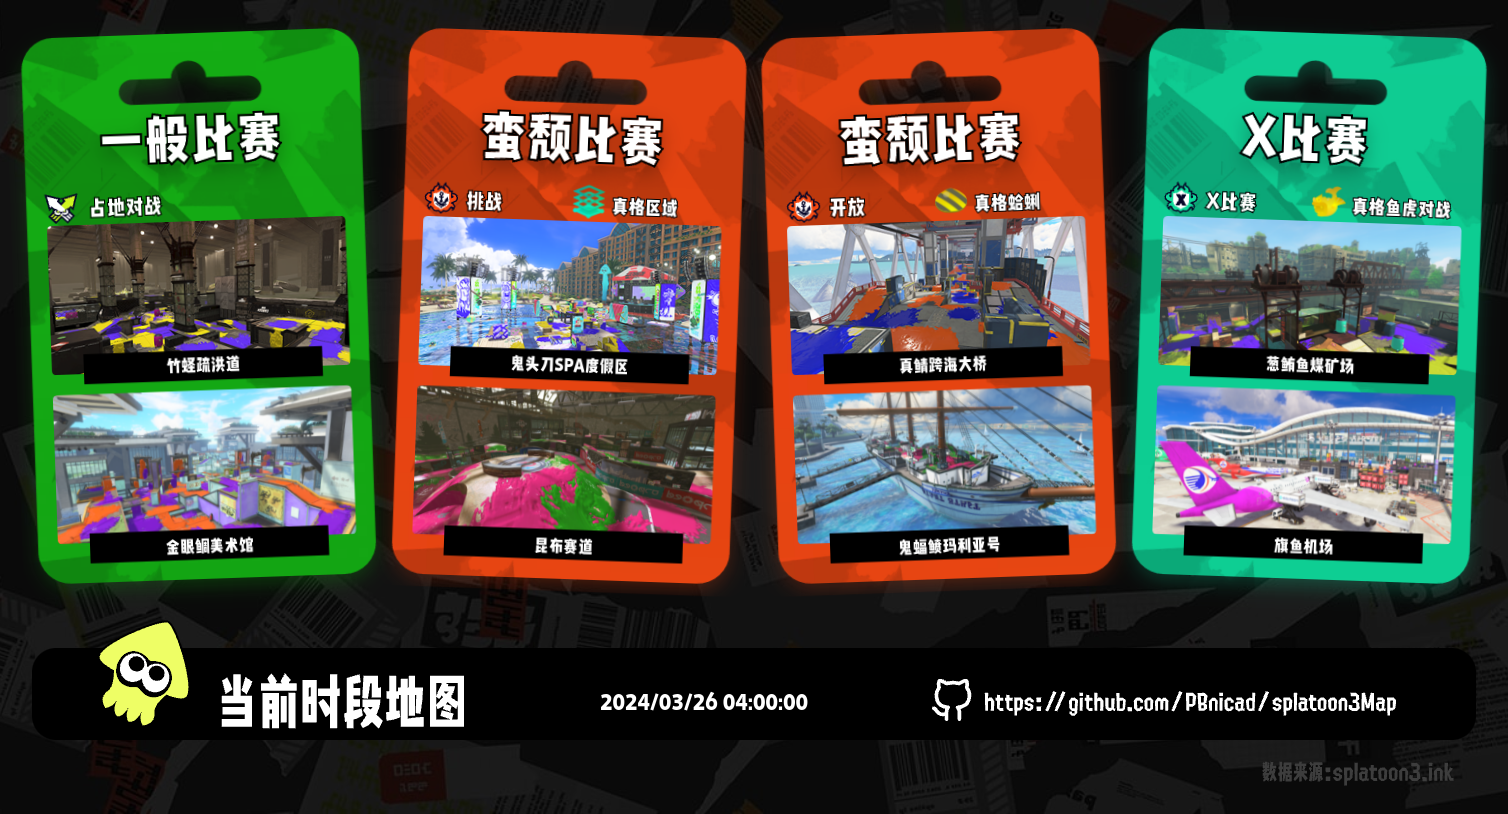 一般比赛
占地对战
竹蛏疏洪道
金眼鲷美术馆
蛮颓比赛
挑战
真格区域
鬼头刀SPA度假区
昆布赛道
蛮颓比赛
开放
真格蛤蜊
真鲭跨海大桥
鬼蝠鲼玛利亚号
X比赛
X比赛
真格鱼虎对战
葱鲔鱼煤矿场
旗鱼机场
当前时段地图
2024/03/26 04:00:00
https://github.com/PBnicad/splatoon3Map
数据来源:splatoon3.ink